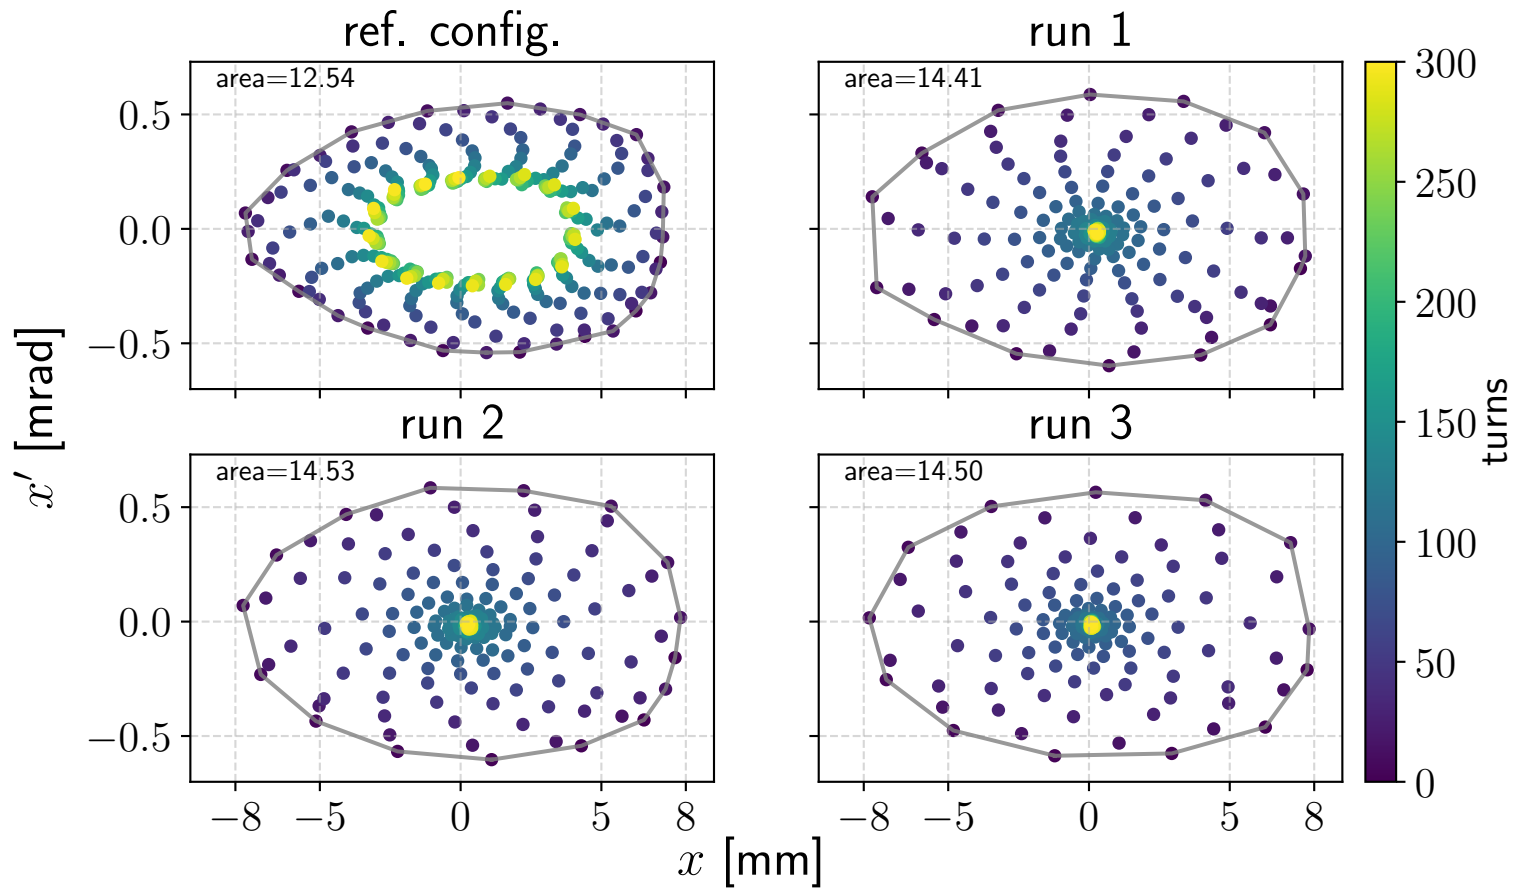 ref. config.
run 1
area=12.54
area=14.41
0.5
0.0
−0.5
run 2
run 3
area=14.53
area=14.50
0.5
0.0
−0.5
−8 −5 0 5 8
−8 −5 0 5 8
x [mm]
x′ [mrad]
300
250
200
150
100
50
0
turns